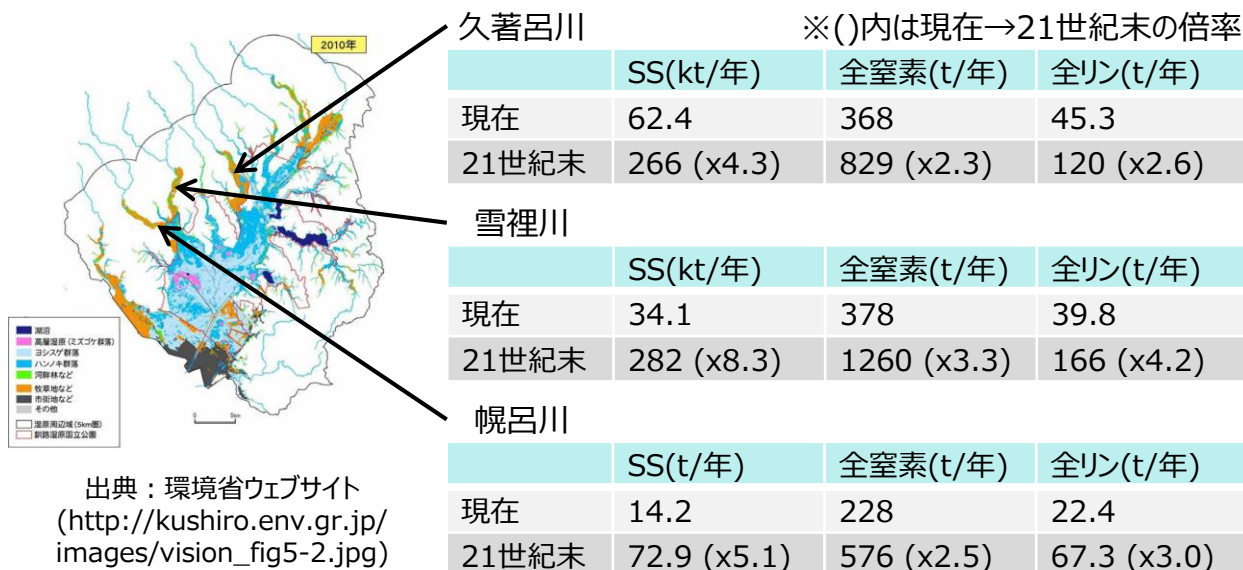 2010年
湖沼
高層湿原(ミズゴケ群落)
ヨシスゲ群落
ハンノキ群落
河畔林など
牧草地など
市街地など
その他
湿原周辺域(5km圏)
釧路湿原国立公園
0 5km
出典:環境省ウェブサイト
(http://kushiro.env.gr.jp/
images/vision_fig5-2.jpg)
久著呂川 ※()内は現在→21世紀末の倍率
SS(kt/年) 全窒素(t/年) 全リン(t/年)
現在 62.4 368 45.3
21世紀末 266 (x4.3) 829 (x2.3) 120 (x2.6)
雪裡川
SS(kt/年) 全窒素(t/年) 全リン(t/年)
現在 34.1 378 39.8
21世紀末 282 (x8.3) 1260 (x3.3) 166 (x4.2)
幌呂川
SS(t/年) 全窒素(t/年) 全リン(t/年)
現在 14.2 228 22.4
21世紀末 72.9 (x5.1) 576 (x2.5) 67.3 (x3.0)